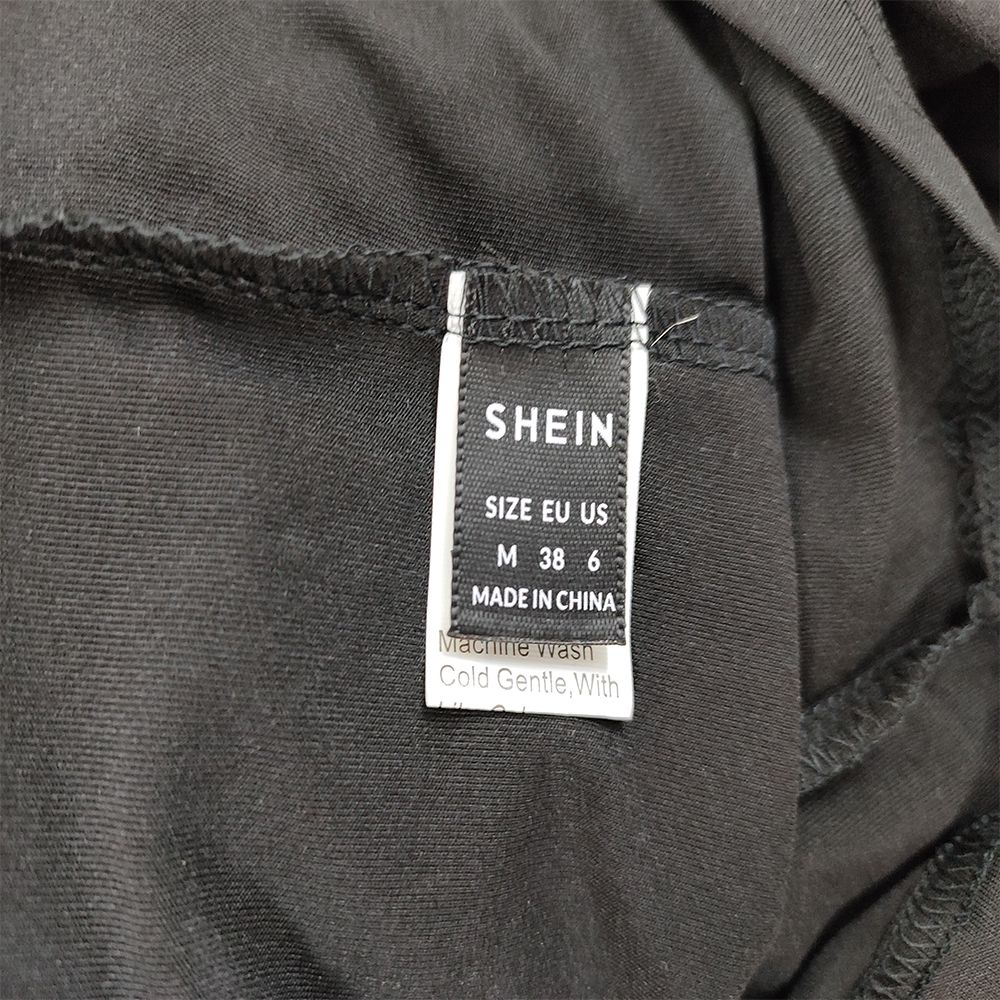 SHEIN
SIZE EU US
M 38 6
MADE IN CHINA
Machine Wash
Cold Gentle,With